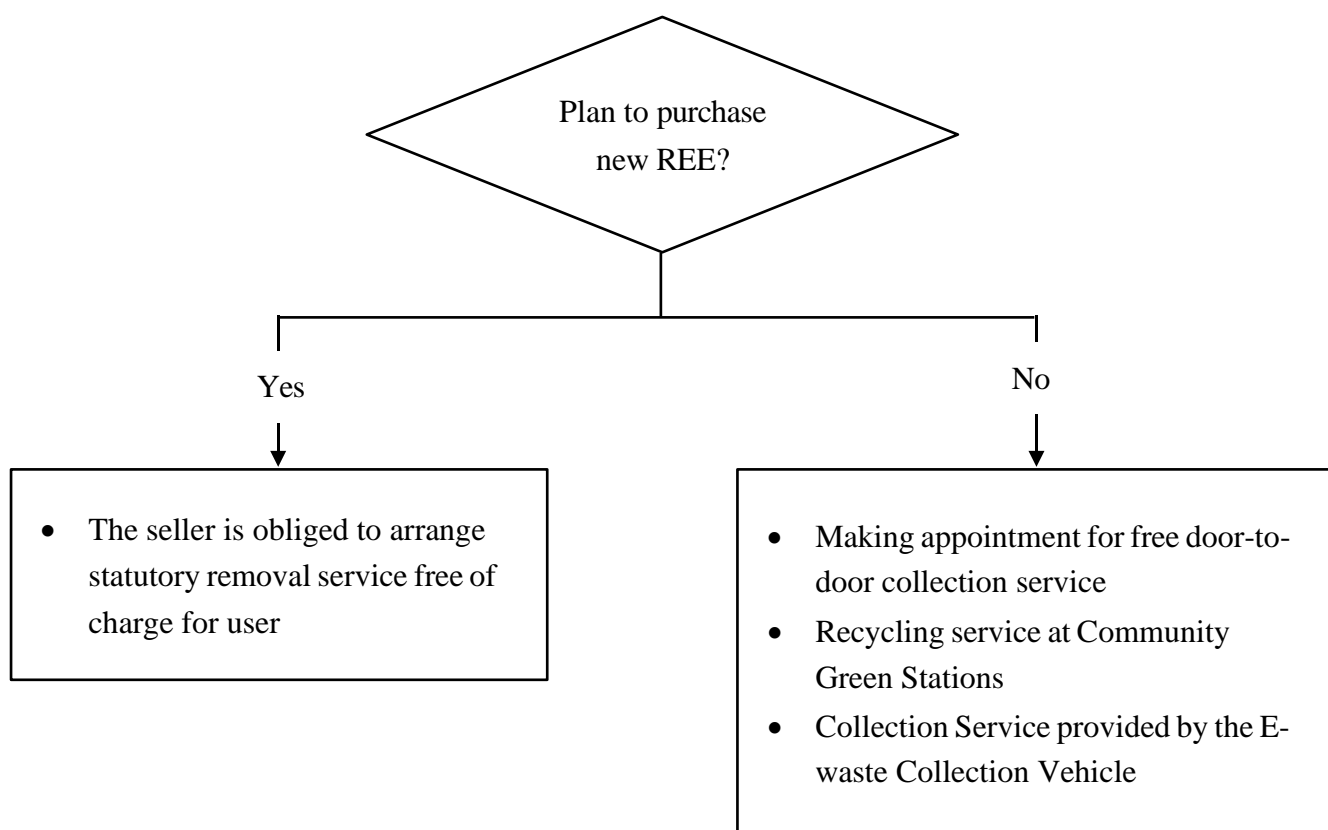 Plan to purchase
new REE?
Yes
No
• The seller is obliged to arrange
statutory removal service free of
charge for user
• Making appointment for free door-to-
door collection service
• Recycling service at Community
Green Stations
• Collection Service provided by the E-
waste Collection Vehicle